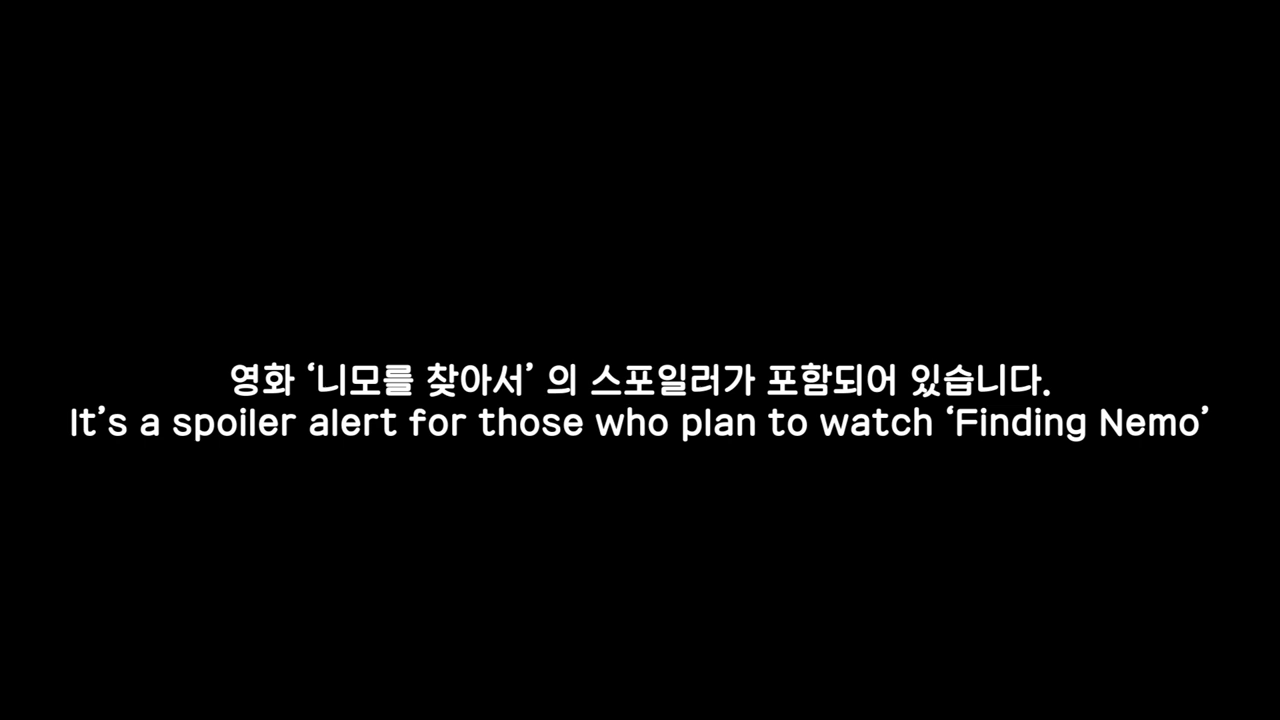 영화 ‘니모를 찾아서’ 의 스포일러가 포함되어 있습니다.
It’s a spoiler alert for those who plan to watch ‘Finding Nemo’